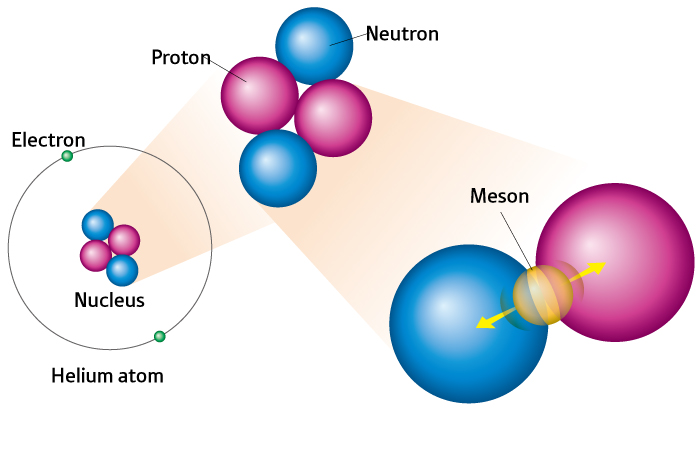 Neutron
Proton
Electron
Meson
Nucleus
Helium atom